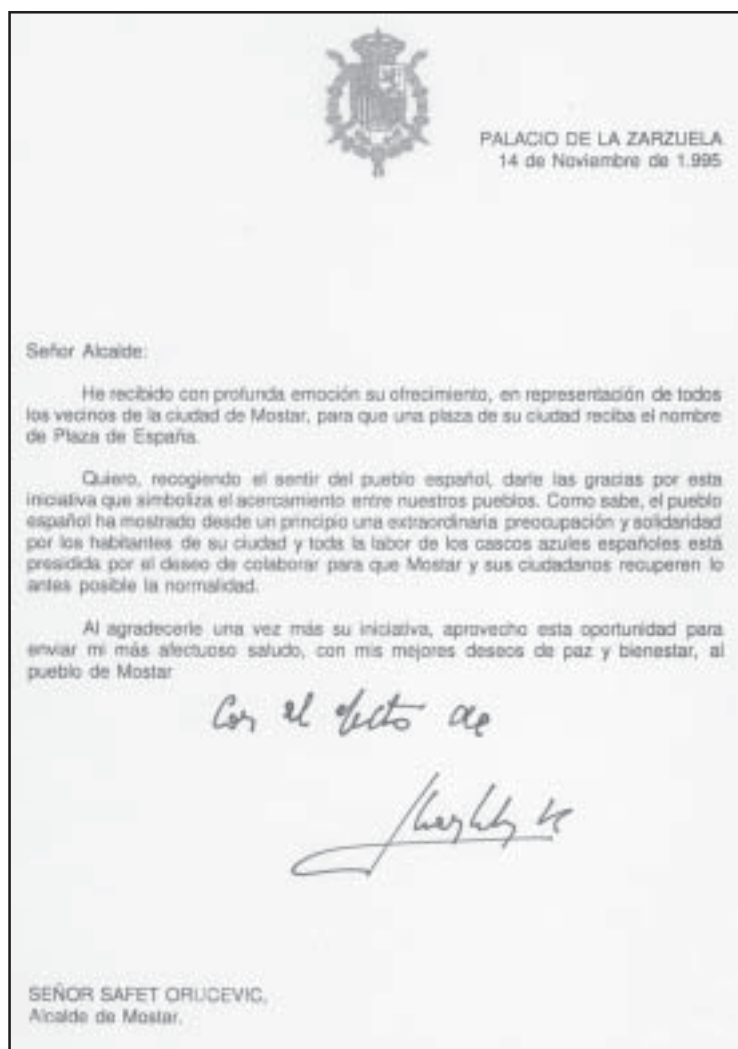 PALACIO DE LA ZARZUELA
14 de Noviembre de 1.995
Señor Alcalde:
He recibido con profunda emoción su ofrecimiento, en representación de todos
los vecinos de la ciudad de Mostar, para que una plaza de su ciudad reciba el nombre
de Plaza de España.
Quiero, recogiendo el sentir del pueblo español, darle las gracias por esta
iniciativa que simboliza el acercamiento entre nuestros pueblos. Como sabe, el pueblo
español ha mostrado desde un principio una extraordinaria preocupación y solidaridad
por los habitantes de su ciudad y toda la labor de los cascos azules españoles está
presidida por el deseo de colaborar para que Mostar y sus ciudadanos recuperen lo
antes posible la normalidad.
Al agradecerle una vez más su iniciativa, aprovecho esta oportunidad para
enviar mi más afectuoso saludo, con mis mejores deseos de paz y bienestar, al
pueblo de Mostar
Con el afecto de
SEÑOR SAFET ORUCEVIC,
Alcalde de Mostar.